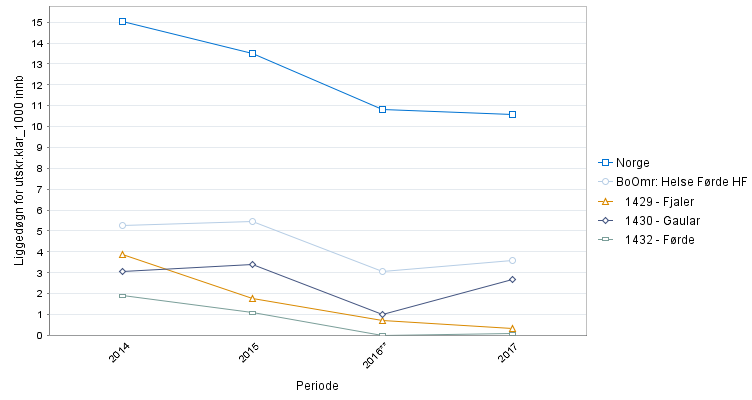 15
14
13
12
11
10
9
8
7
6
5
4
3
2
1
0
Liggedøgn for utskr.klar_1000 innb
2014
2015
2016**
2017
Periode
Norge
BoOmr: Helse Førde HF
1429 - Fjaler
1430 - Gaular
1432 - Førde